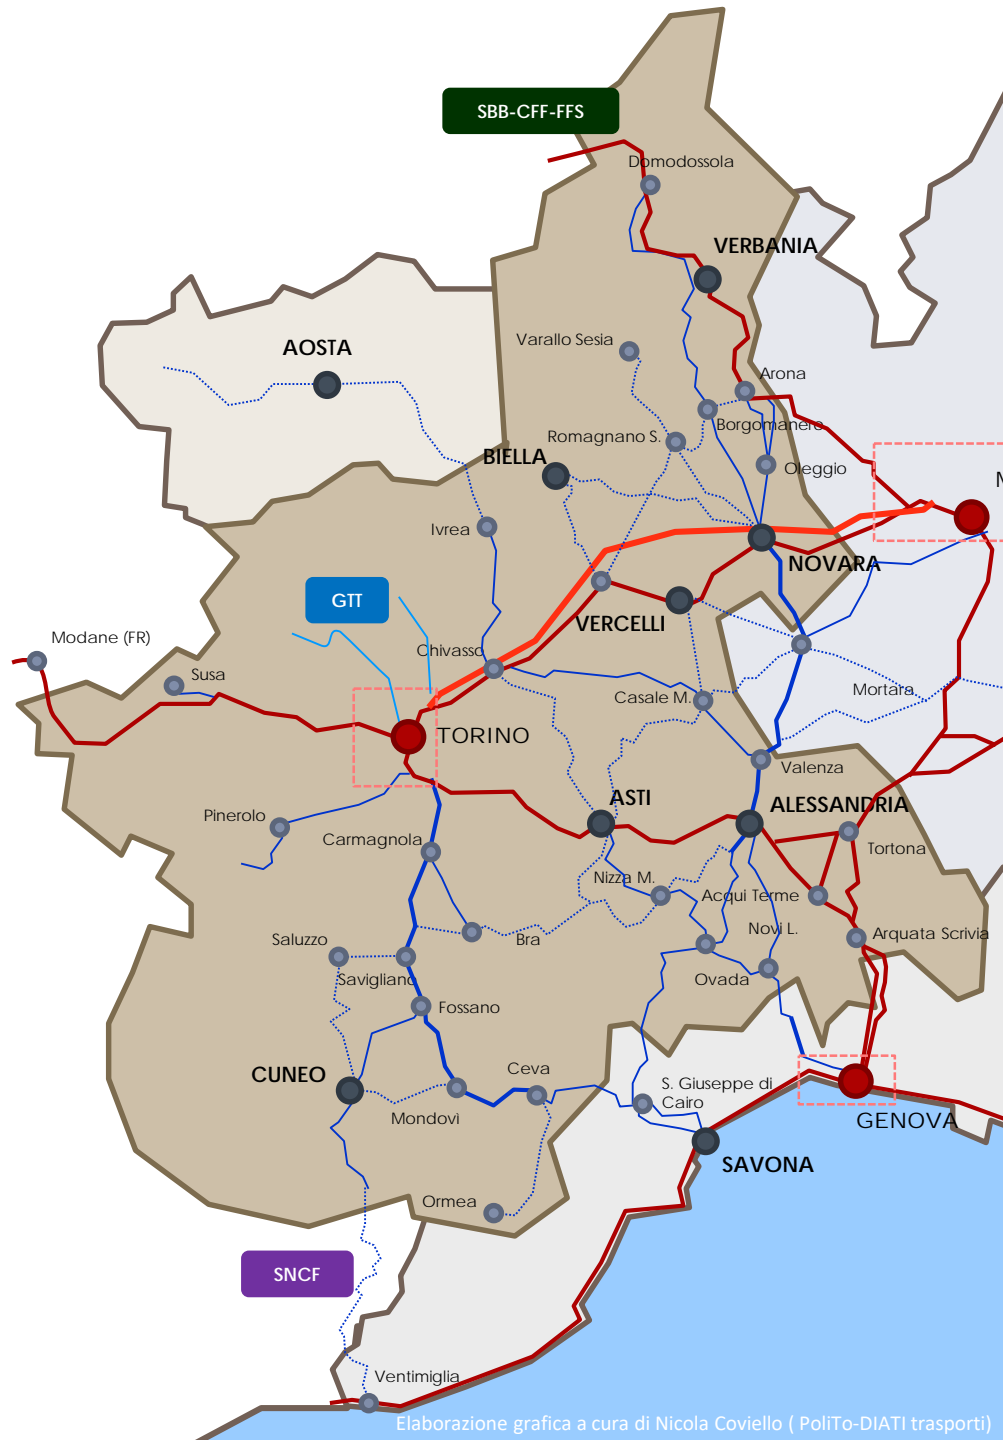 SBB-CFF-FFS
Domodossola
VERBANIA
Varallo Sesia
AOSTA
Arona
Borgomanero
Romagnano S.
BIELLA
Oleggio
M
Ivrea
NOVARA
GTT
VERCELLI
Modane (FR)
Chivasso
Susa
Casale M.
Mortara
TORINO
Valenza
ASTI
ALESSANDRIA
Pinerolo
Carmagnola
Tortona
Nizza M.
Acqui Terme
Novi L.
Saluzzo
Bra
Arquata Scrivia
Savigliano
Ovada
Fossano
CUNEO
Ceva
S. Giuseppe di
Cairo
Mondovì
GENOVA
SAVONA
Ormea
SNCF
Ventimiglia
Elaborazione grafica a cura di Nicola Coviello ( PoliTo-DIATI trasporti)